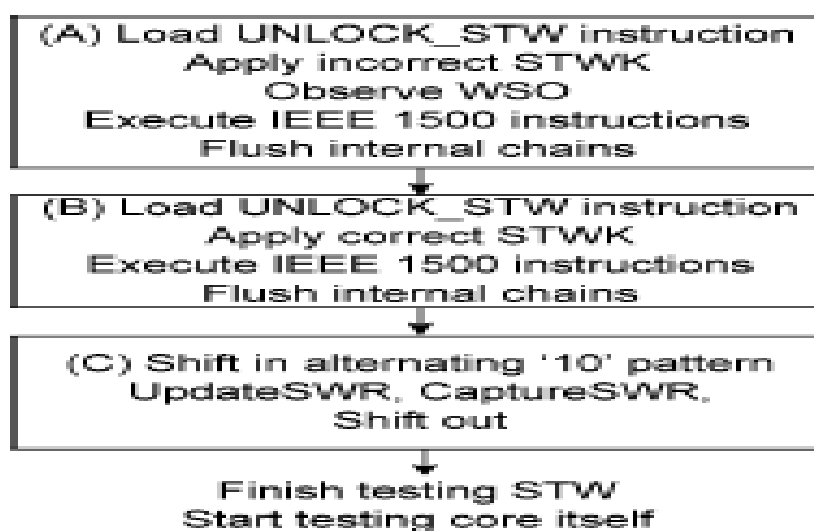 (A) Load UNLOCK_STW instruction
Apply incorrect STWK
Observe WSO
Execute IEEE 1500 instructions
Flush internal chains
(B) Load UNLOCK_STW instruction
Apply correct STWK
Execute IEEE 1500 instructions
Flush internal chains
(C) Shift in alternating ‘10’ pattern
UpdateSWR, CaptureSWR,
Shift out
Finish testing STW
Start testing core itself